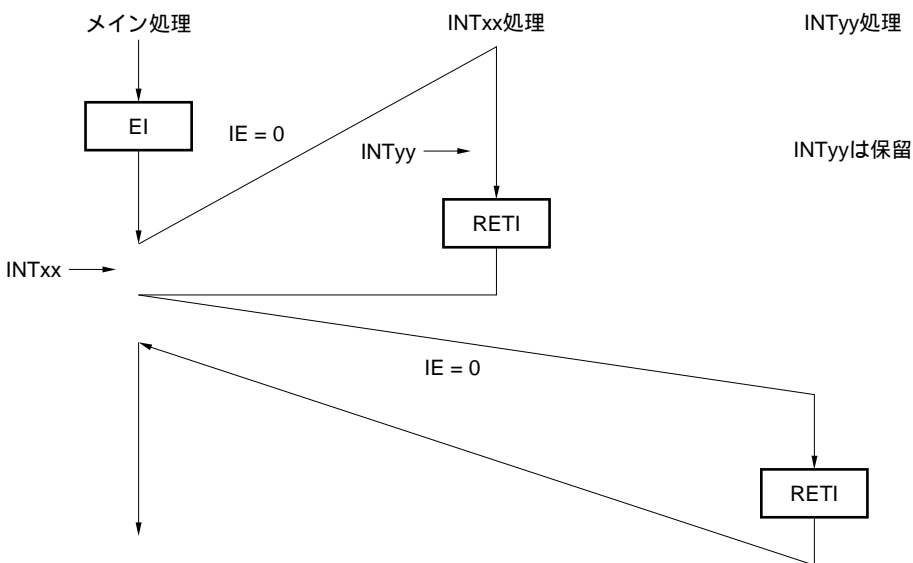 メイン処理
INTxx処理
INTyy処理
EI
IE = 0
INTyy
INTyyは保留
RETI
INTxx
IE = 0
RETI